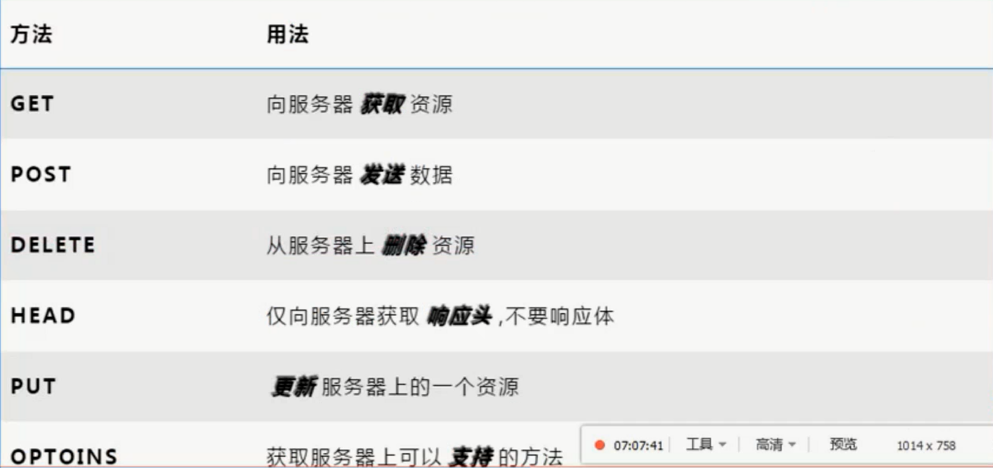 方法 用法
GET 向服务器 获取 资源
POST 向服务器 发送 数据
DELETE 从服务器上 删除 资源
HEAD 仅向服务器获取 响应头 ,不要响应体
PUT 更新 服务器上的一个资源
OPTOINS 获取服务器上可以 支持 的方法
07:07:41 工具 高清 预览 1014 x 758